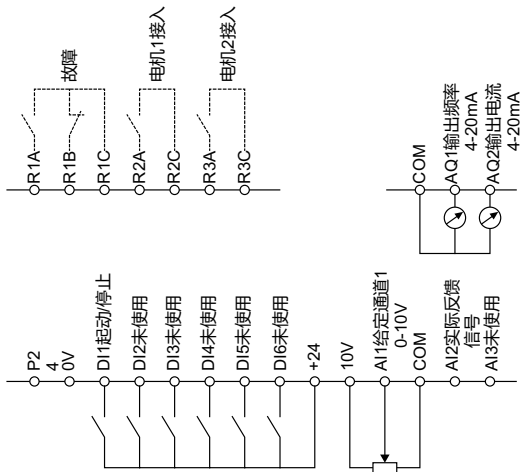 故障
电机1接入
电机2接入
R1A
R1B
R1C
R2A
R2C
R3A
R3C
COM
AQ1输出频率
4-20mA
AQ2输出电流
4-20mA
P2
4
0V
DI1起动/停止
DI2未使用
DI3未使用
DI4未使用
DI5未使用
DI6未使用
+24
10V
AI1给定通道1
0-10V
COM
AI2实际反馈
信号
AI3未使用